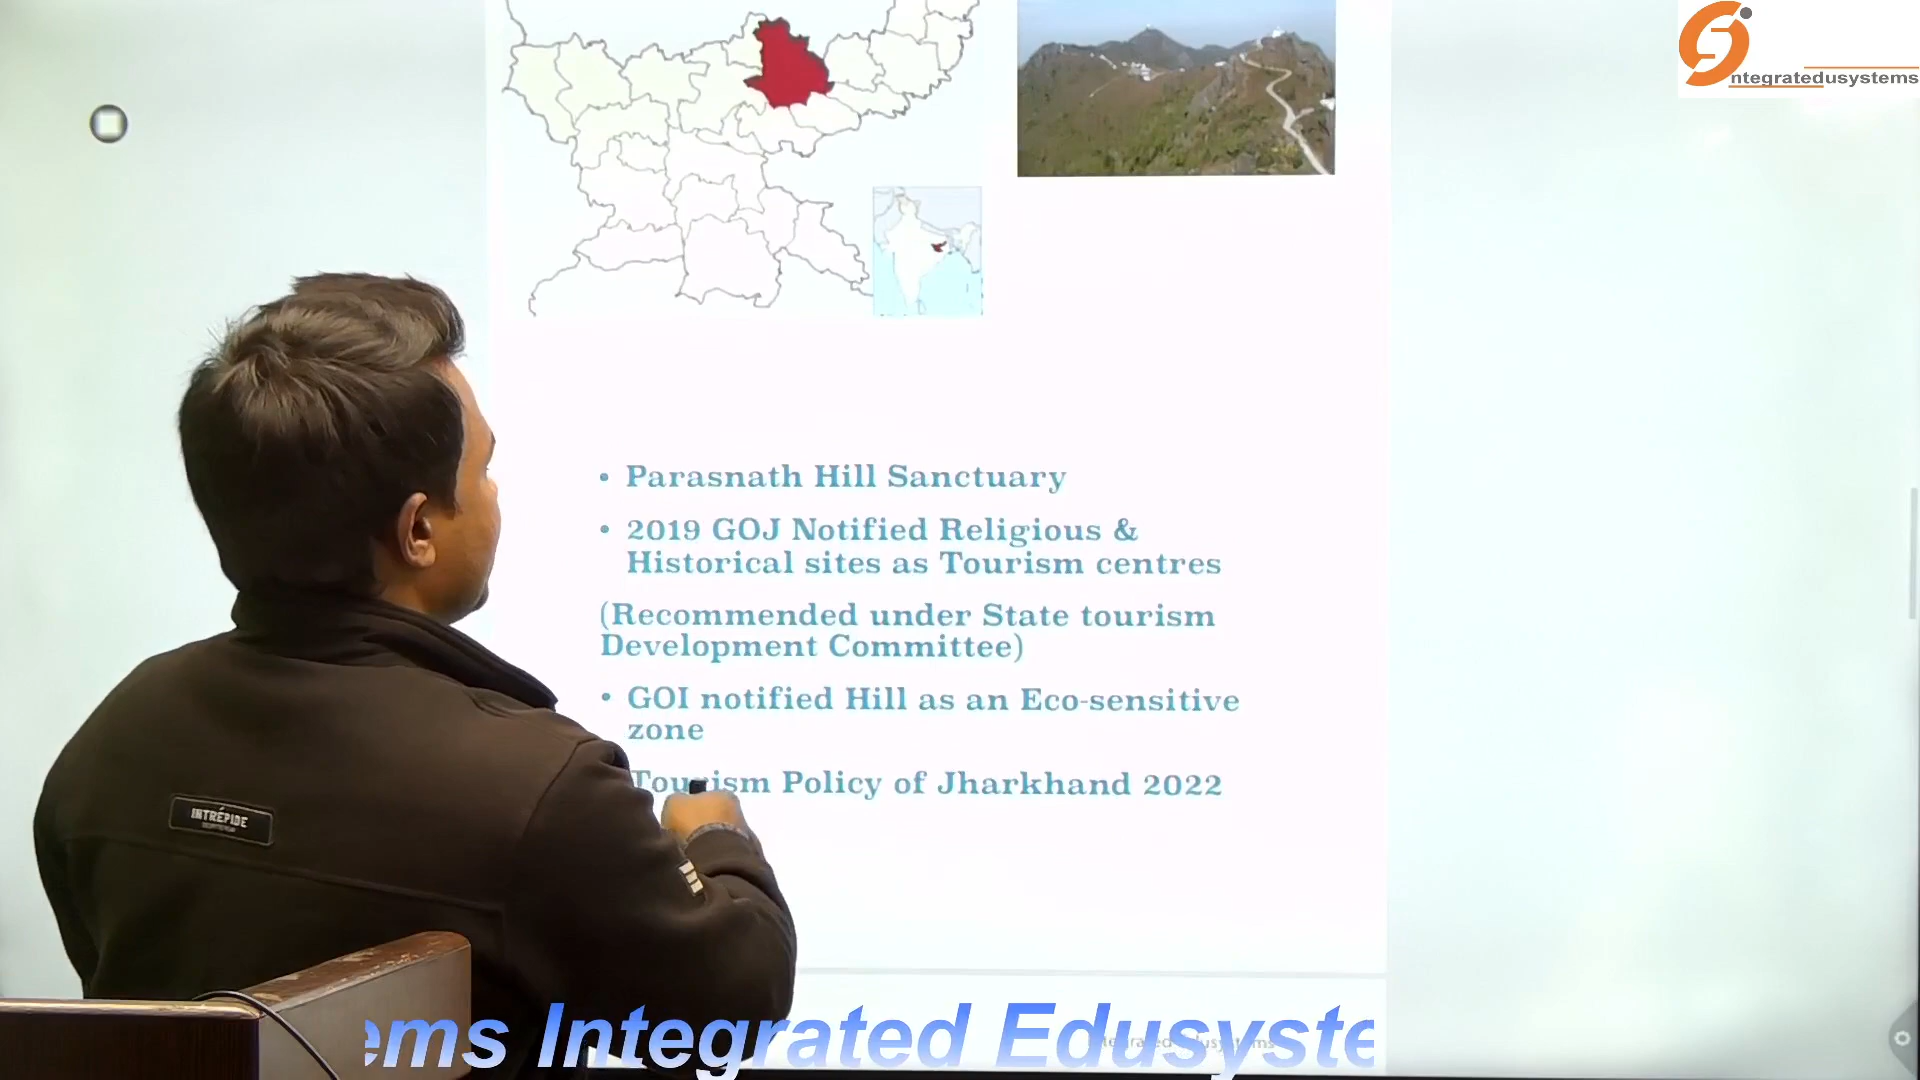 ntegratedusystems
• Parasnath Hill Sanctuary
• 2019 GOJ Notified Religious &
Historical sites as Tourism centres
(Recommended under State tourism
Development Committee)
• GOI notified Hill as an Eco-sensitive
zone
Tourism Policy of Jharkhand 2022
INTRÉPIDE
ems Integrated Edusyste